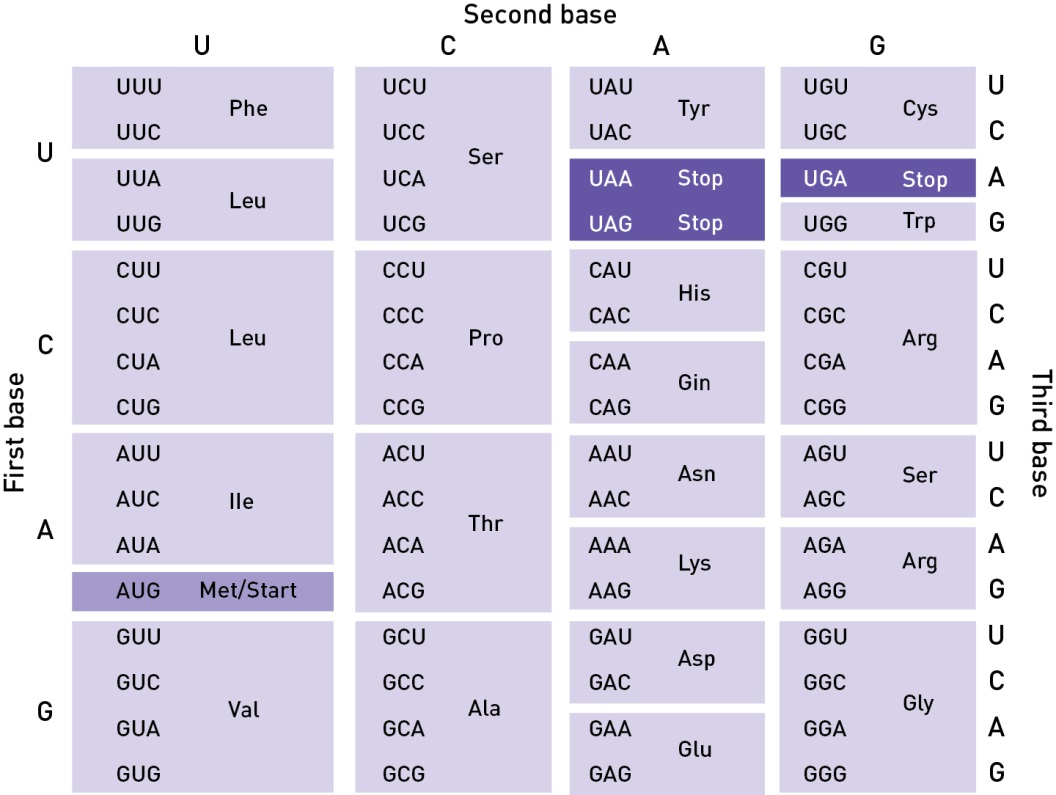 Second base
U C A G
UUU Phe UCU Ser UAU Tyr UGU Cys U
UUC UCC UAC UGC C
U
UUA Leu UCA UAA Stop UGA Stop A
UUG UCG UAG Stop UGG Trp G
CUU Leu CCU Pro CAU His CGU Arg U
CUC CCC CAC CGC C
C
CUA CCA CAA Gin CGA A
CUG CCG CAG CGG G
AUU IIe ACU Thr AAU Asn AGU Ser U
AUC ACC AAC AGC C
A
AUA ACA AAA Lys AGA Arg A
AUG Met/Start ACG AAG AGG G
GUU Val GCU Ala GAU Asp GGU Gly U
GUC GCC GAC GGC C
G
GUA GCA GAA Glu GGA A
GUG GCG GAG GGG G
First base
Third base